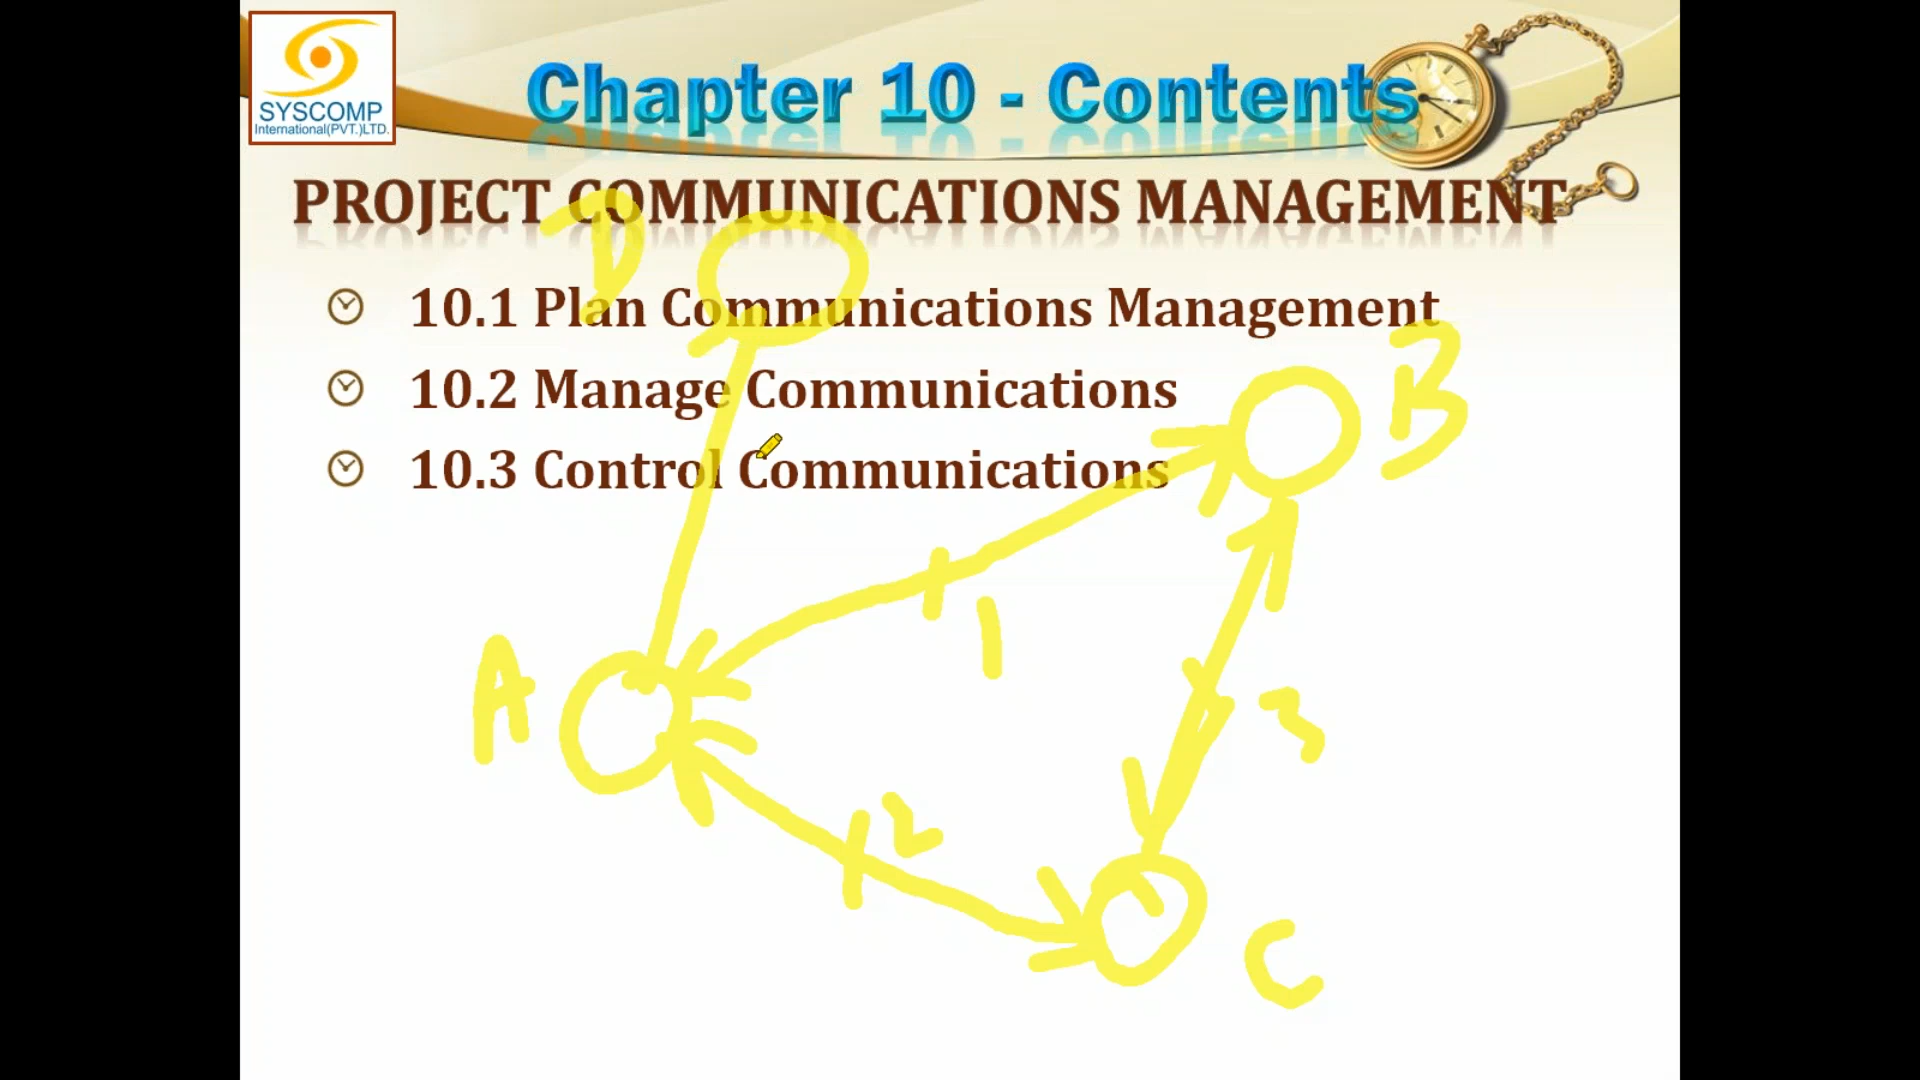 SYSCOMP
International(PVT.)LTD.
Chapter 10 - Contents
PROJECT COMMUNICATIONS MANAGEMENT
10.1 Plan Communications Management
10.2 Manage Communications
10.3 Control Communications
D
B
1
A
3
2
C